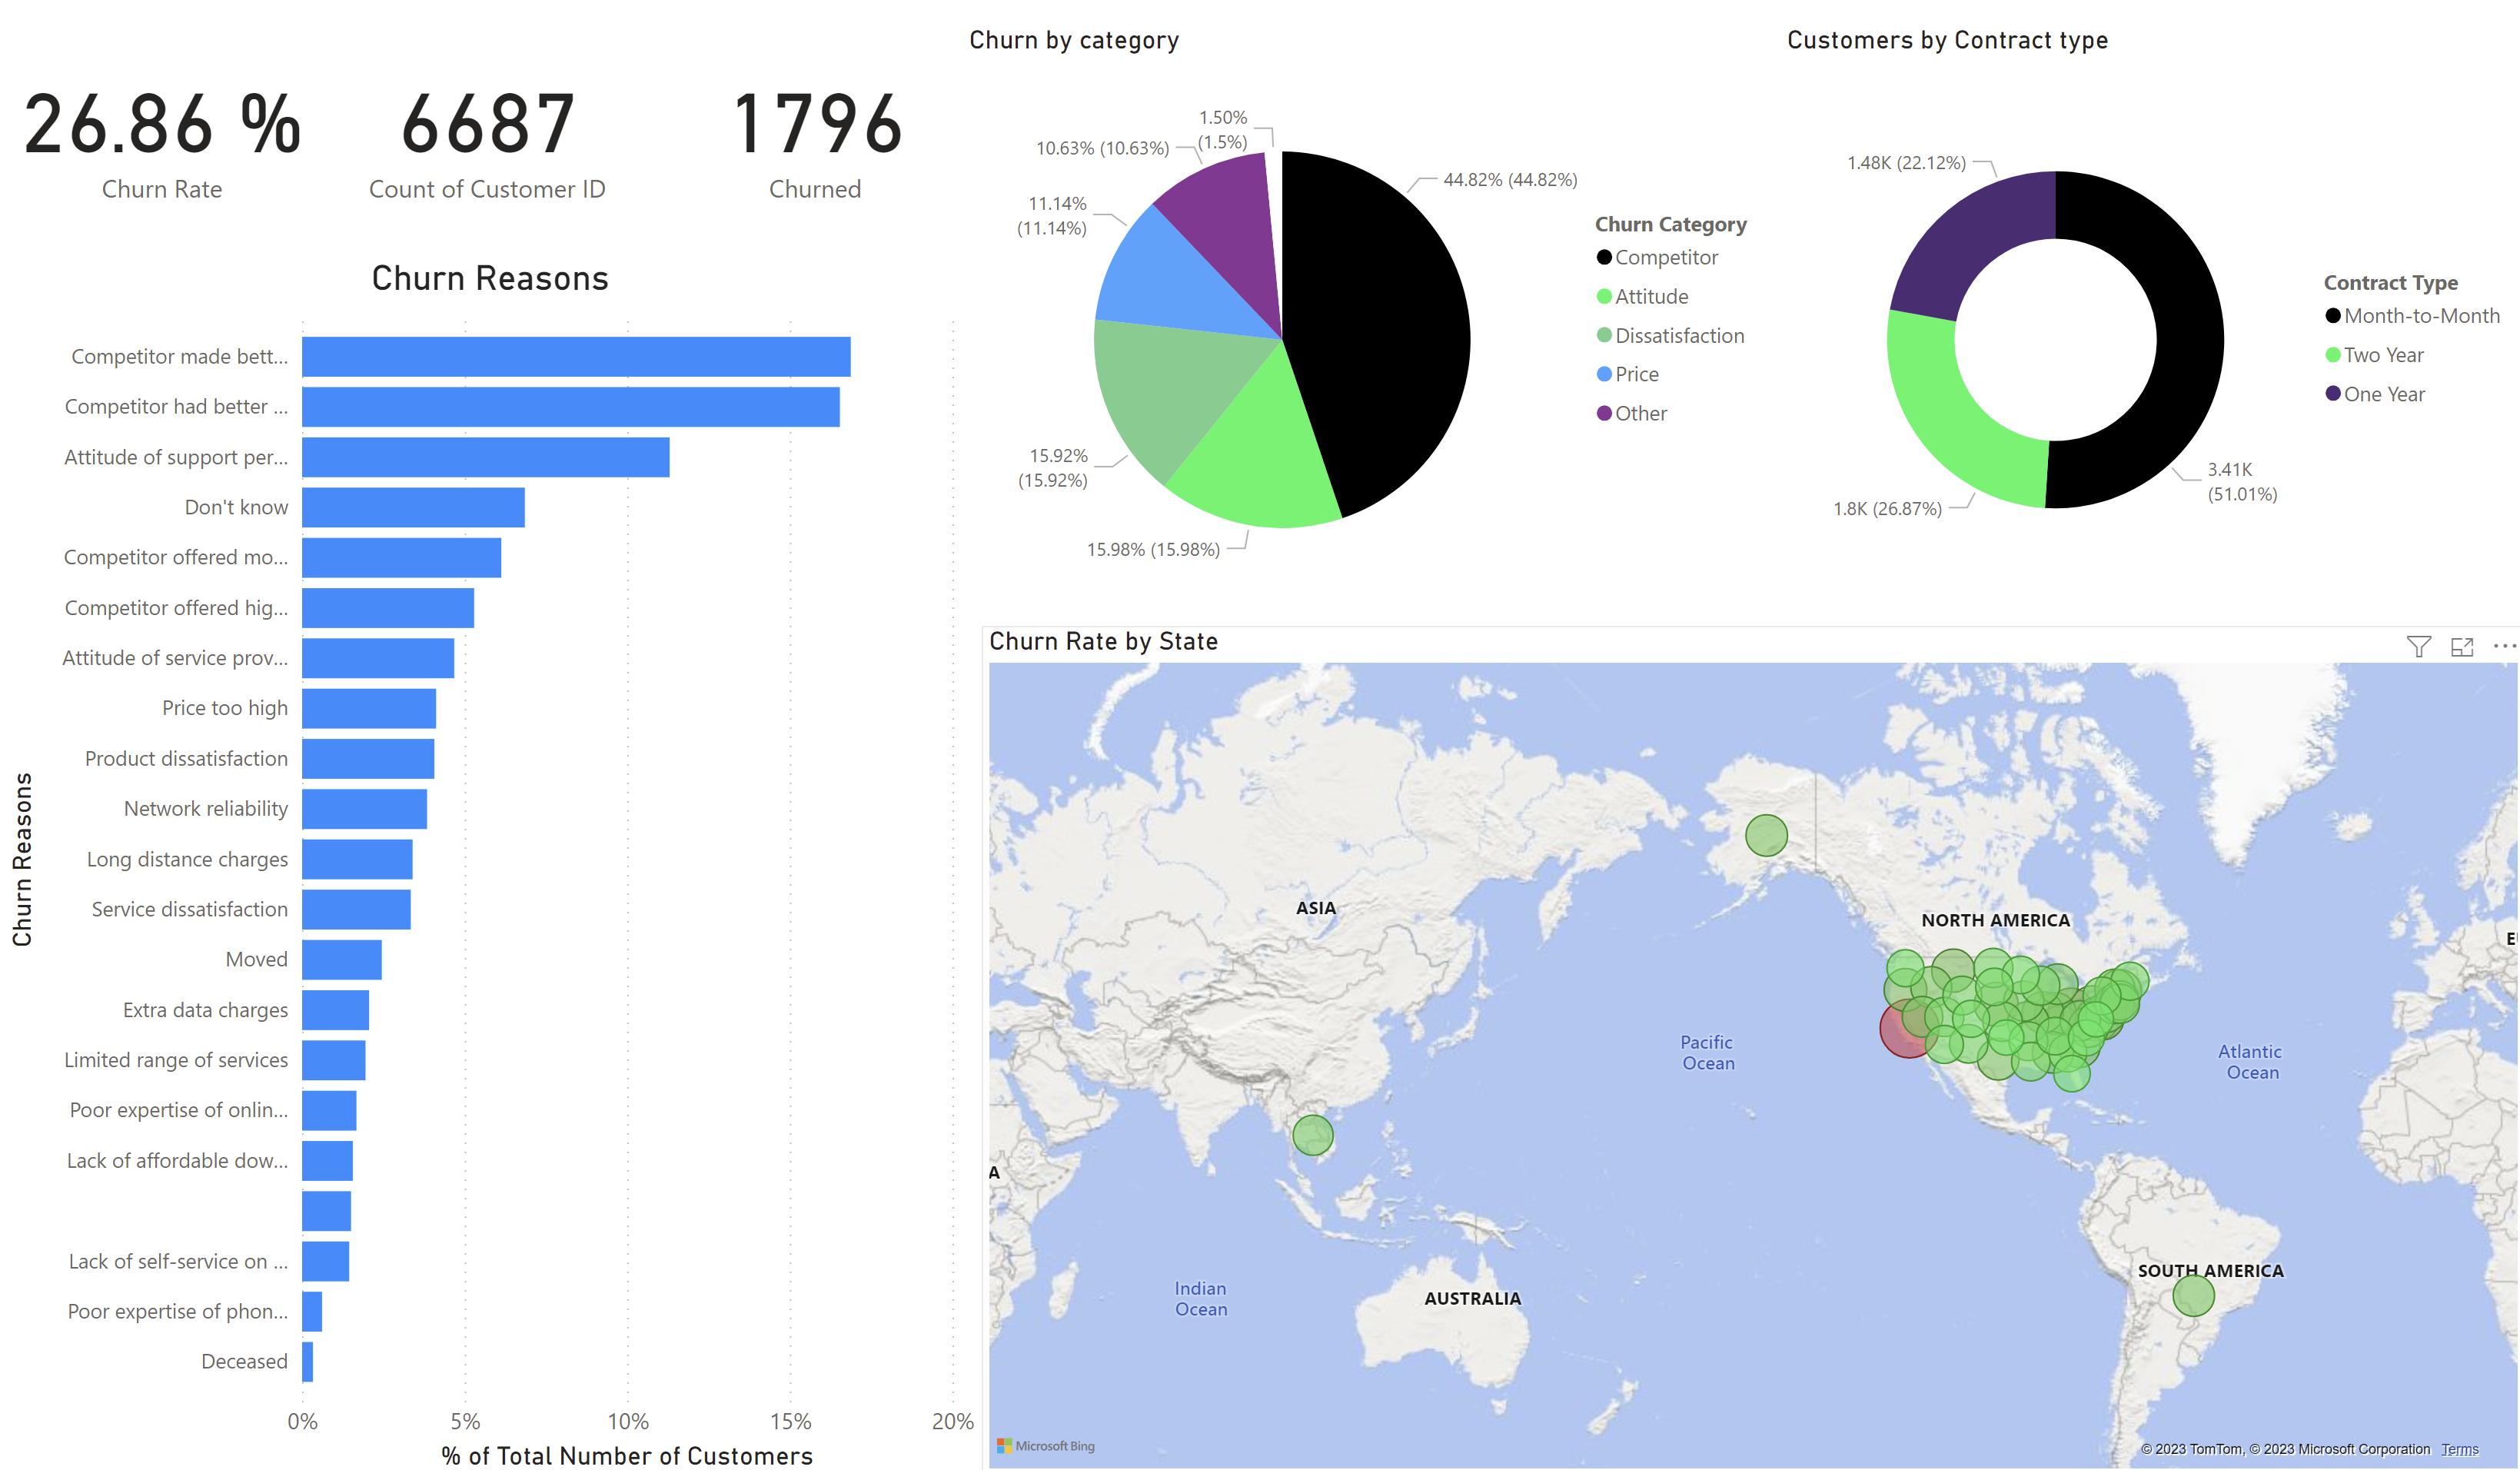 26.86 %
Churn Rate
6687
Count of Customer ID
1796
Churned
Churn Reasons
Churn Reasons
Competitor made bett...
Competitor had better ...
Attitude of support per...
Don't know
Competitor offered mo...
Competitor offered hig...
Attitude of service prov...
Price too high
Product dissatisfaction
Network reliability
Long distance charges
Service dissatisfaction
Moved
Extra data charges
Limited range of services
Poor expertise of onlin...
Lack of affordable dow...
Lack of self-service on ...
Poor expertise of phon...
Deceased
0%
5%
10%
15%
20%
% of Total Number of Customers
Churn by category
1.50%
(1.5%)
10.63% (10.63%)
11.14%
(11.14%)
15.92%
(15.92%)
15.98% (15.98%)
44.82% (44.82%)
Churn Category
Competitor
Attitude
Dissatisfaction
Price
Other
Customers by Contract type
1.48K (22.12%)
1.8K (26.87%)
3.41K
(51.01%)
Contract Type
Month-to-Month
Two Year
One Year
Churn Rate by State
ASIA
NORTH AMERICA
E
Pacific
Ocean
Atlantic
Ocean
A
Indian
Ocean
AUSTRALIA
SOUTH AMERICA
Microsoft Bing
© 2023 TomTom, © 2023 Microsoft Corporation Terms